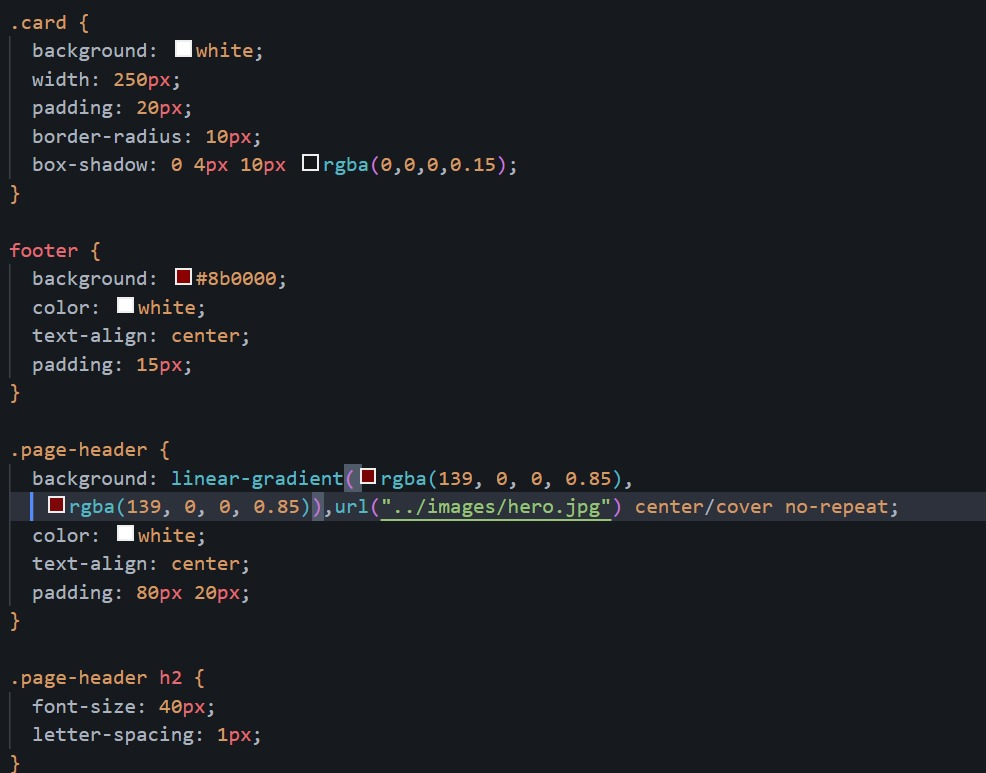 .card {
background: white;
width: 250px;
padding: 20px;
border-radius: 10px;
box-shadow: 0 4px 10px rgba(0,0,0,0.15);
}
footer {
background: #8b0000;
color: white;
text-align: center;
padding: 15px;
}
.page-header {
background: linear-gradient(rgba(139, 0, 0, 0.85),
rgba(139, 0, 0, 0.85)),url("../images/hero.jpg") center/cover no-repeat;
color: white;
text-align: center;
padding: 80px 20px;
}
.page-header h2 {
font-size: 40px;
letter-spacing: 1px;
}